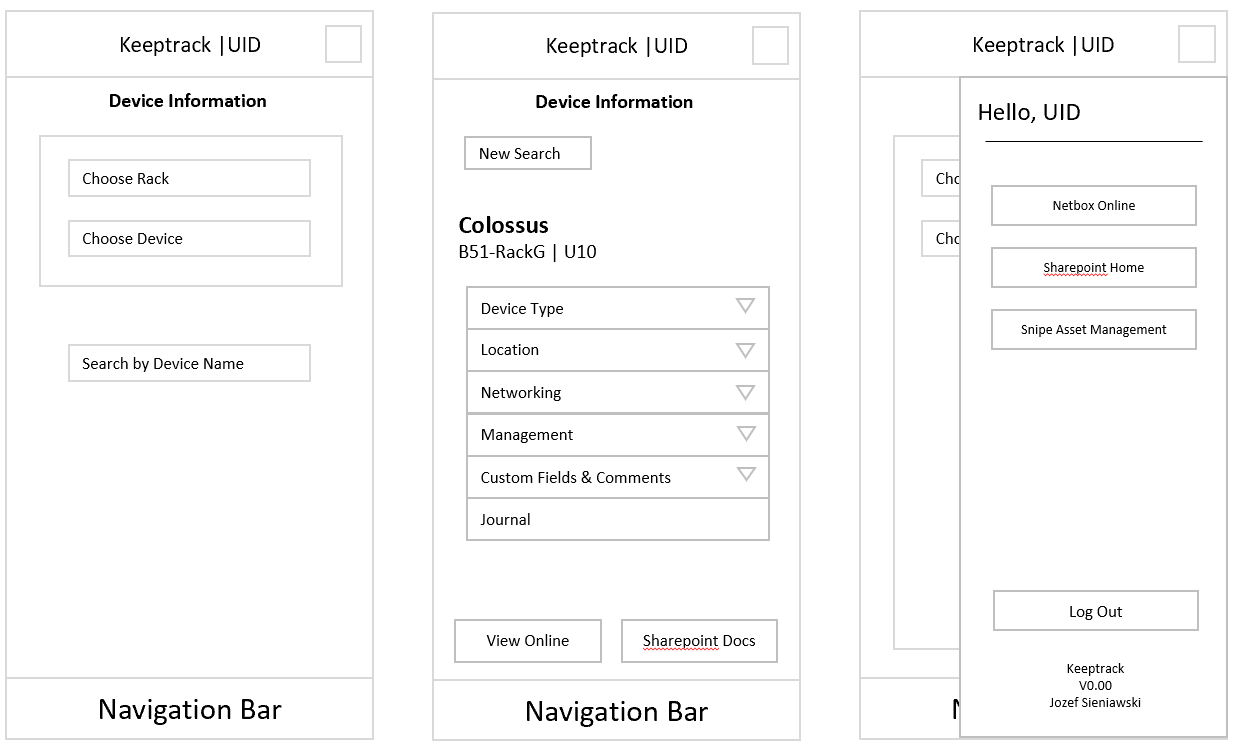 Keeptrack |UID
Device Information
Choose Rack
Choose Device
Search by Device Name
Navigation Bar
Keeptrack |UID
Device Information
New Search
Colossus
B51-RackG | U10
Device Type
Location
Networking
Management
Custom Fields & Comments
Journal
View Online
Sharepoint Docs
Navigation Bar
Keeptrack |UID
Cho
Cho
N
Hello, UID
Netbox Online
Sharepoint Home
Snipe Asset Management
Log Out
Keeptrack
V0.00
Jozef Sieniawski